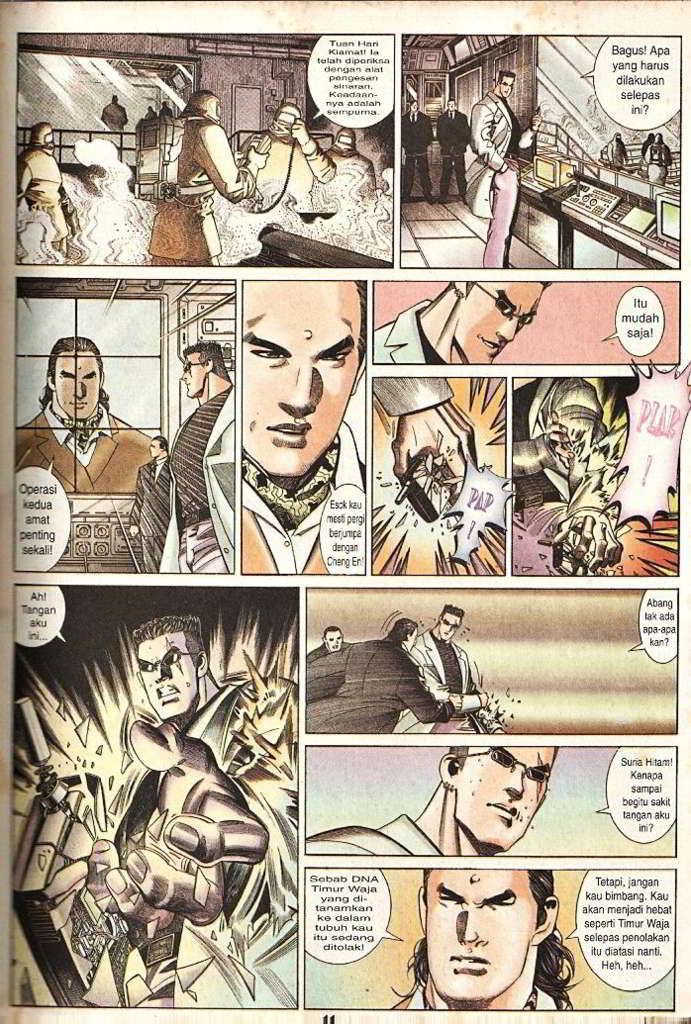 Tuan Hari
Kiamat! Ia
telah diperiksa
dengan alat
pengesan
sinaran.
Keadaan-
nya adalah
sempurna.
Bagus! Apa
yang harus
dilakukan
selepas
ini?
Operasi
kedua
amat
penting
sekali!
Esok kau
mesti pergi
berjumpa
dengan
Cheng En!
Itu
mudah
saja!
PAP
!
PLAP
!
Ah!
Tangan
aku
ini...
Abang
tak ada
apa-apa
kan?
Suria Hitam!
Kenapa
sampai
begitu sakit
tangan aku
ini?
Sebab DNA
Timur Waja
yang di-
tanamkan
ke dalam
tubuh kau
itu sedang
ditolak!
Tetapi, jangan
kau bimbang. Kau
akan menjadi hebat
seperti Timur Waja
selepas penolakan
itu diatasi nanti.
Heh, heh...
11